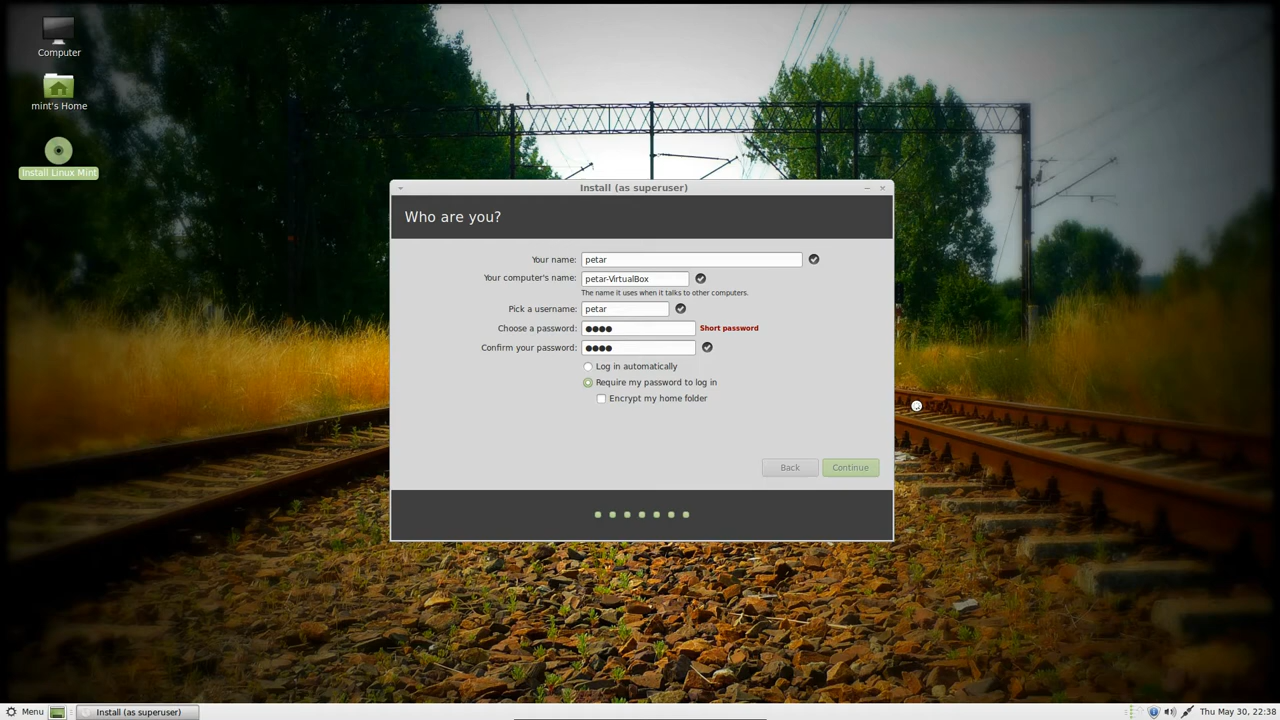 Computer
mint's Home
Install Linux Mint
Install (as superuser)
Who are you?
Your name: petar
Your computer's name: petar-VirtualBox
The name it uses when it talks to other computers.
Pick a username: petar
Choose a password: ●●●● Short password
Confirm your password: ●●●●
Log in automatically
Require my password to log in
Encrypt my home folder
Back Continue
Menu Install (as superuser) Thu May 30, 22:38